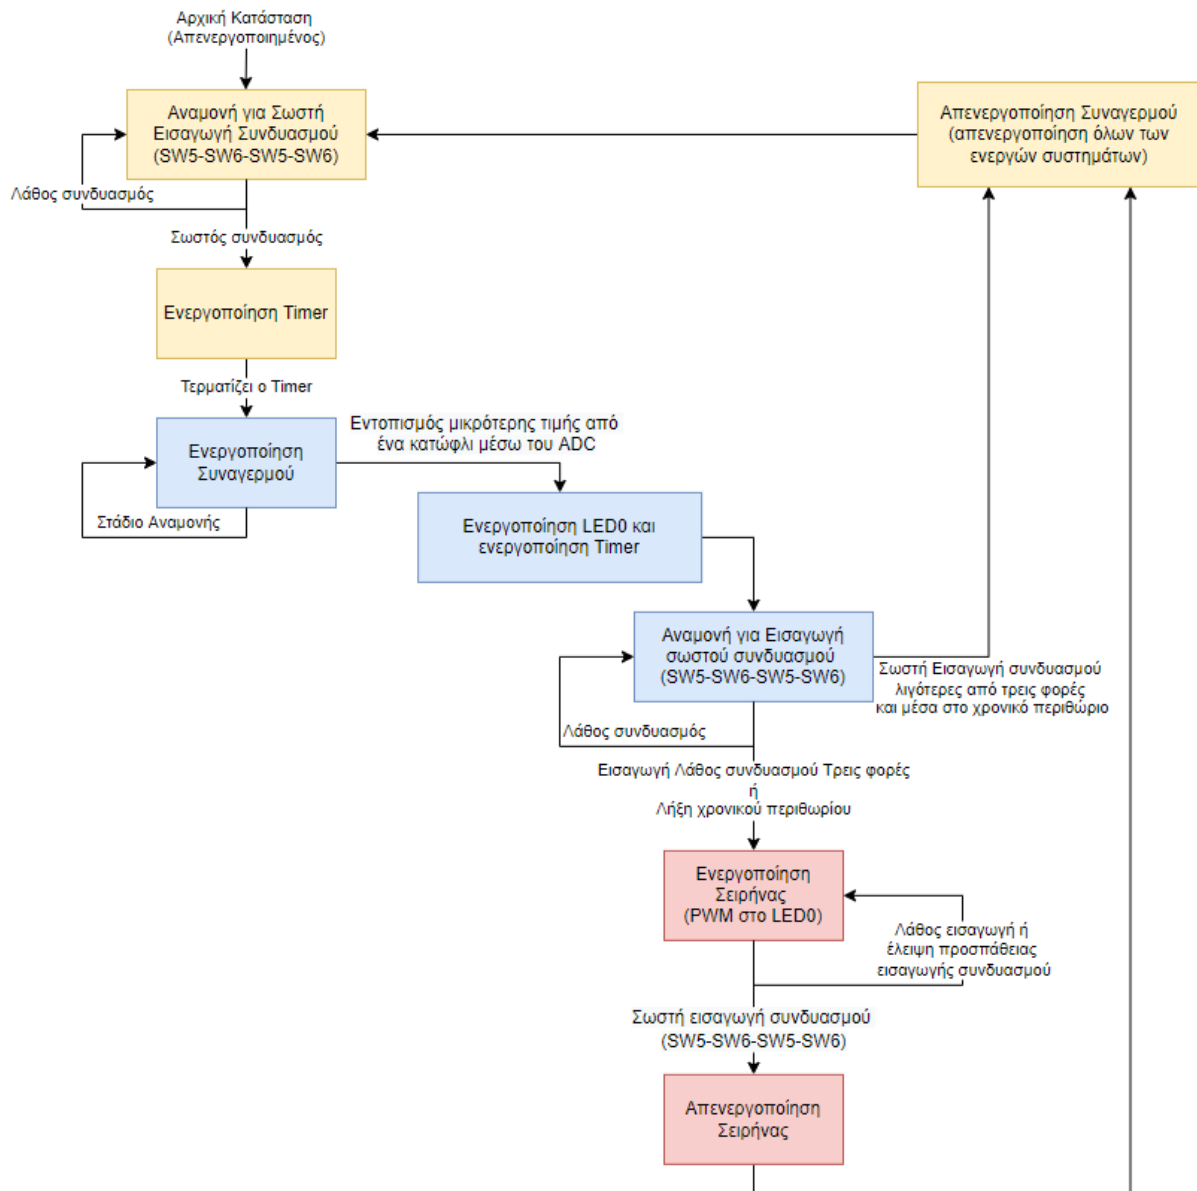 Αρχική Κατάσταση
(Απενεργοποιημένος)
Αναμονή για Σωστή
Εισαγωγή Συνδυασμού
(SW5-SW6-SW5-SW6)
Απενεργοποίηση Συναγερμού
(απενεργοποίηση όλων των
ενεργών συστημάτων)
Λάθος συνδυασμός
Σωστός συνδυασμός
Ενεργοποίηση Timer
Τερματίζει ο Timer
Ενεργοποίηση
Συναγερμού
Εντοπισμός μικρότερης τιμής από
ένα κατώφλι μέσω του ADC
Στάδιο Αναμονής
Ενεργοποίηση LED0 και
ενεργοποίηση Timer
Αναμονή για Εισαγωγή
σωστού συνδυασμού
(SW5-SW6-SW5-SW6)
Σωστή Εισαγωγή συνδυασμού
λιγότερες από τρεις φορές
και μέσα στο χρονικό περιθώριο
Λάθος συνδυασμός
Εισαγωγή Λάθος συνδυασμού Τρεις φορές
ή
Λήξη χρονικού περιθωρίου
Ενεργοποίηση
Σειρήνας
(PWM στο LED0)
Λάθος εισαγωγή ή
έλειψη προσπάθειας
εισαγωγής συνδυασμού
Σωστή εισαγωγή συνδυασμού
(SW5-SW6-SW5-SW6)
Απενεργοποίηση
Σειρήνας